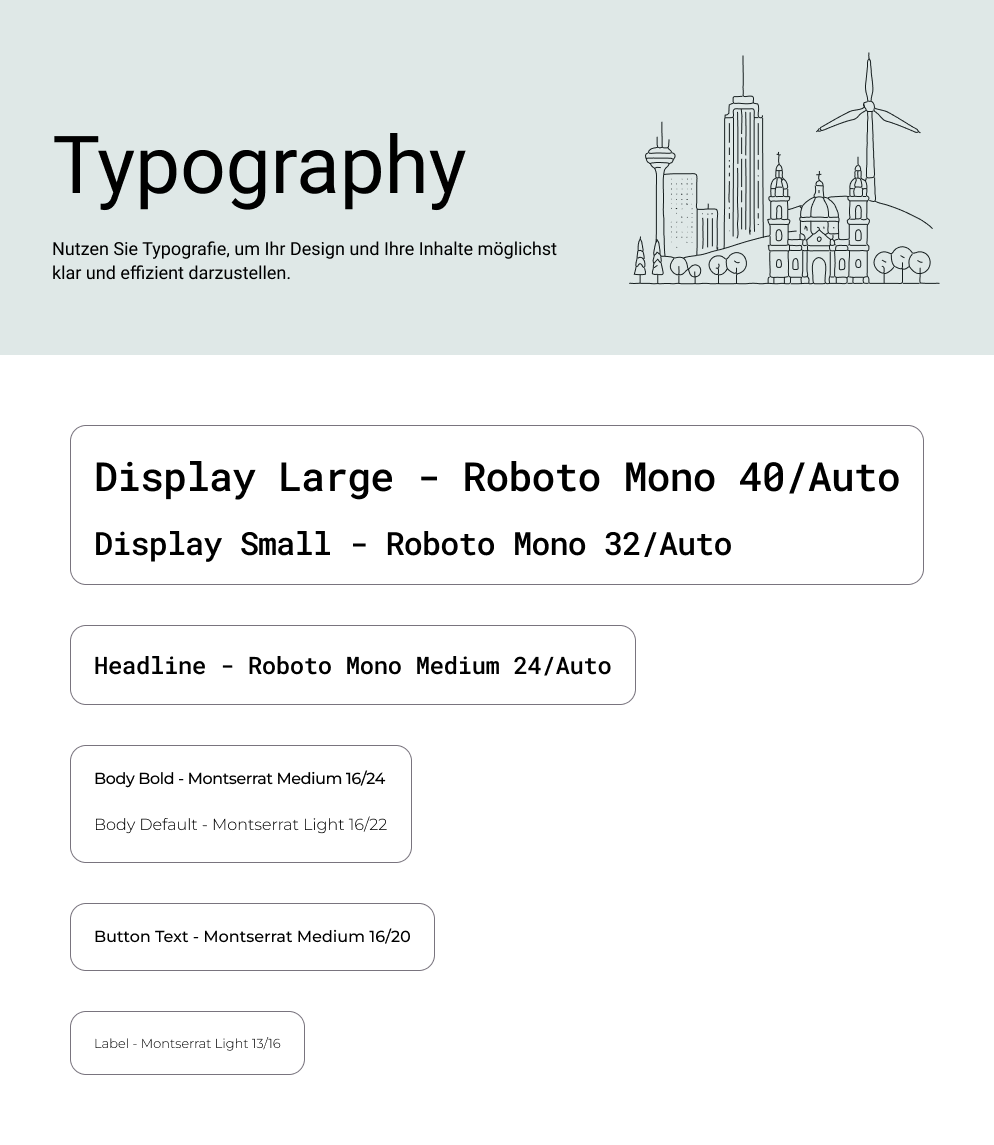 Typography
Nutzen Sie Typografie, um Ihr Design und Ihre Inhalte möglichst
klar und effizient darzustellen.
Display Large - Roboto Mono 40/Auto
Display Small - Roboto Mono 32/Auto
Headline - Roboto Mono Medium 24/Auto
Body Bold - Montserrat Medium 16/24
Body Default - Montserrat Light 16/22
Button Text - Montserrat Medium 16/20
Label - Montserrat Light 13/16